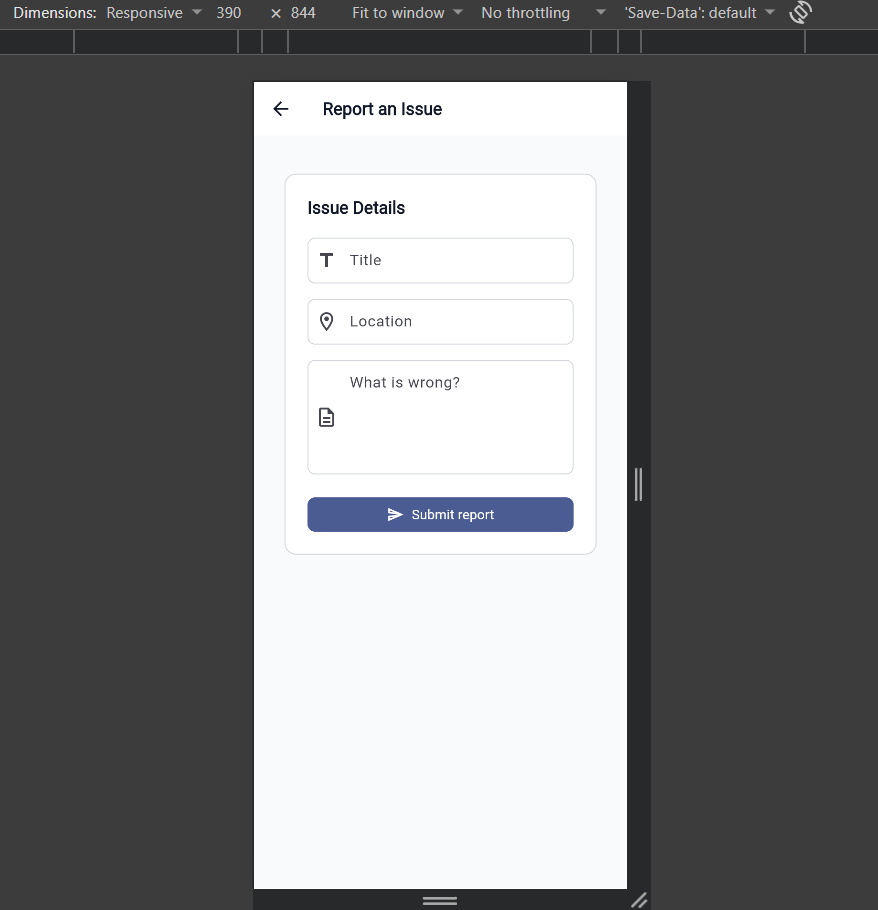 Dimensions: Responsive 390 × 844 Fit to window No throttling 'Save-Data': default
Report an Issue
Issue Details
Title
Location
What is wrong?
Submit report